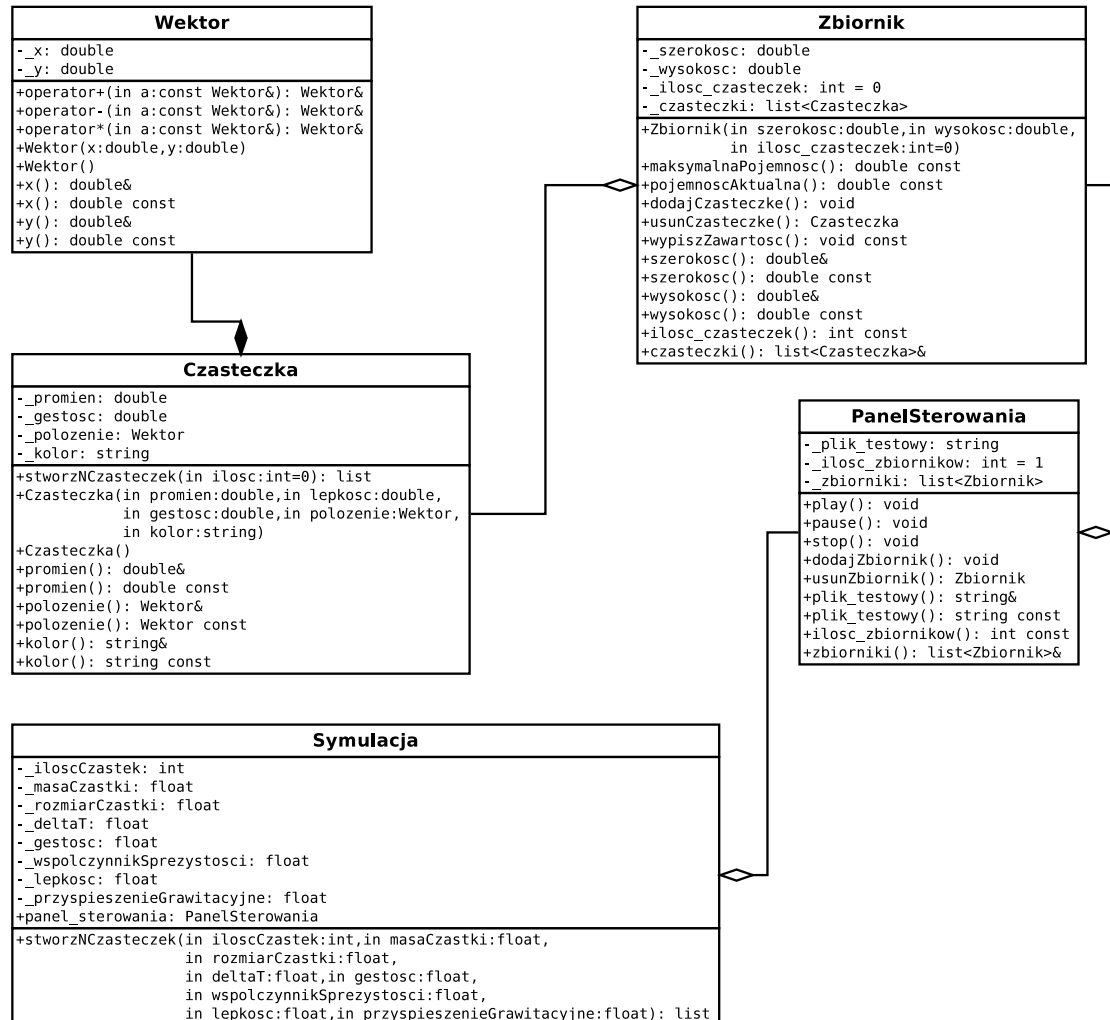 Wektor
-_x: double
-_y: double
+operator+(in a:const Wektor&): Wektor&
+operator-(in a:const Wektor&): Wektor&
+operator*(in a:const Wektor&): Wektor&
+Wektor(x:double,y:double)
+Wektor()
+x(): double&
+x(): double const
+y(): double&
+y(): double const
Zbiornik
-_szerokosc: double
-_wysokosc: double
-_ilosc_czasteczek: int = 0
-_czasteczki: list<Czasteczka>
+Zbiornik(in szerokosc:double,in wysokosc:double,
in ilosc_czasteczek:int=0)
+maksymalnaPojemnosc(): double const
+pojemnoscAktualna(): double const
+dodajCzasteczke(): void
+usunCzasteczke(): Czasteczka
+wypiszZawartosc(): void const
+szerokosc(): double&
+szerokosc(): double const
+wysokosc(): double&
+wysokosc(): double const
+ilosc_czasteczek(): int const
+czasteczki(): list<Czasteczka>&
Czasteczka
-_promien: double
-_gestosc: double
-_polozenie: Wektor
-_kolor: string
+stworzNCzasteczek(in ilosc:int=0): list
+Czasteczka(in promien:double,in lepkosc:double,
in gestosc:double,in polozenie:Wektor,
in kolor:string)
+Czasteczka()
+promien(): double&
+promien(): double const
+polozenie(): Wektor&
+polozenie(): Wektor const
+kolor(): string&
+kolor(): string const
PanelSterowania
-_plik_testowy: string
-_ilosc_zbiornikow: int = 1
-_zbiorniki: list<Zbiornik>
+play(): void
+pause(): void
+stop(): void
+dodajZbiornik(): void
+usunZbiornik(): Zbiornik
+plik_testowy(): string&
+plik_testowy(): string const
+ilosc_zbiornikow(): int const
+zbiorniki(): list<Zbiornik>&
Symulacja
-_iloscCzastek: int
-_masaCzastki: float
-_rozmiarCzastki: float
-_deltaT: float
-_gestosc: float
-_wspolczynnikSprezystosci: float
-_lepkosc: float
-_przyspieszenieGrawitacyjne: float
+panel_sterowania: PanelSterowania
+stworzNCzasteczek(in iloscCzastek:int,in masaCzastki:float,
in rozmiarCzastki:float,
in deltaT:float,in gestosc:float,
in wspolczynnikSprezystosci:float,
in lepkosc:float,in przyspieszenieGrawitacyjne:float): list